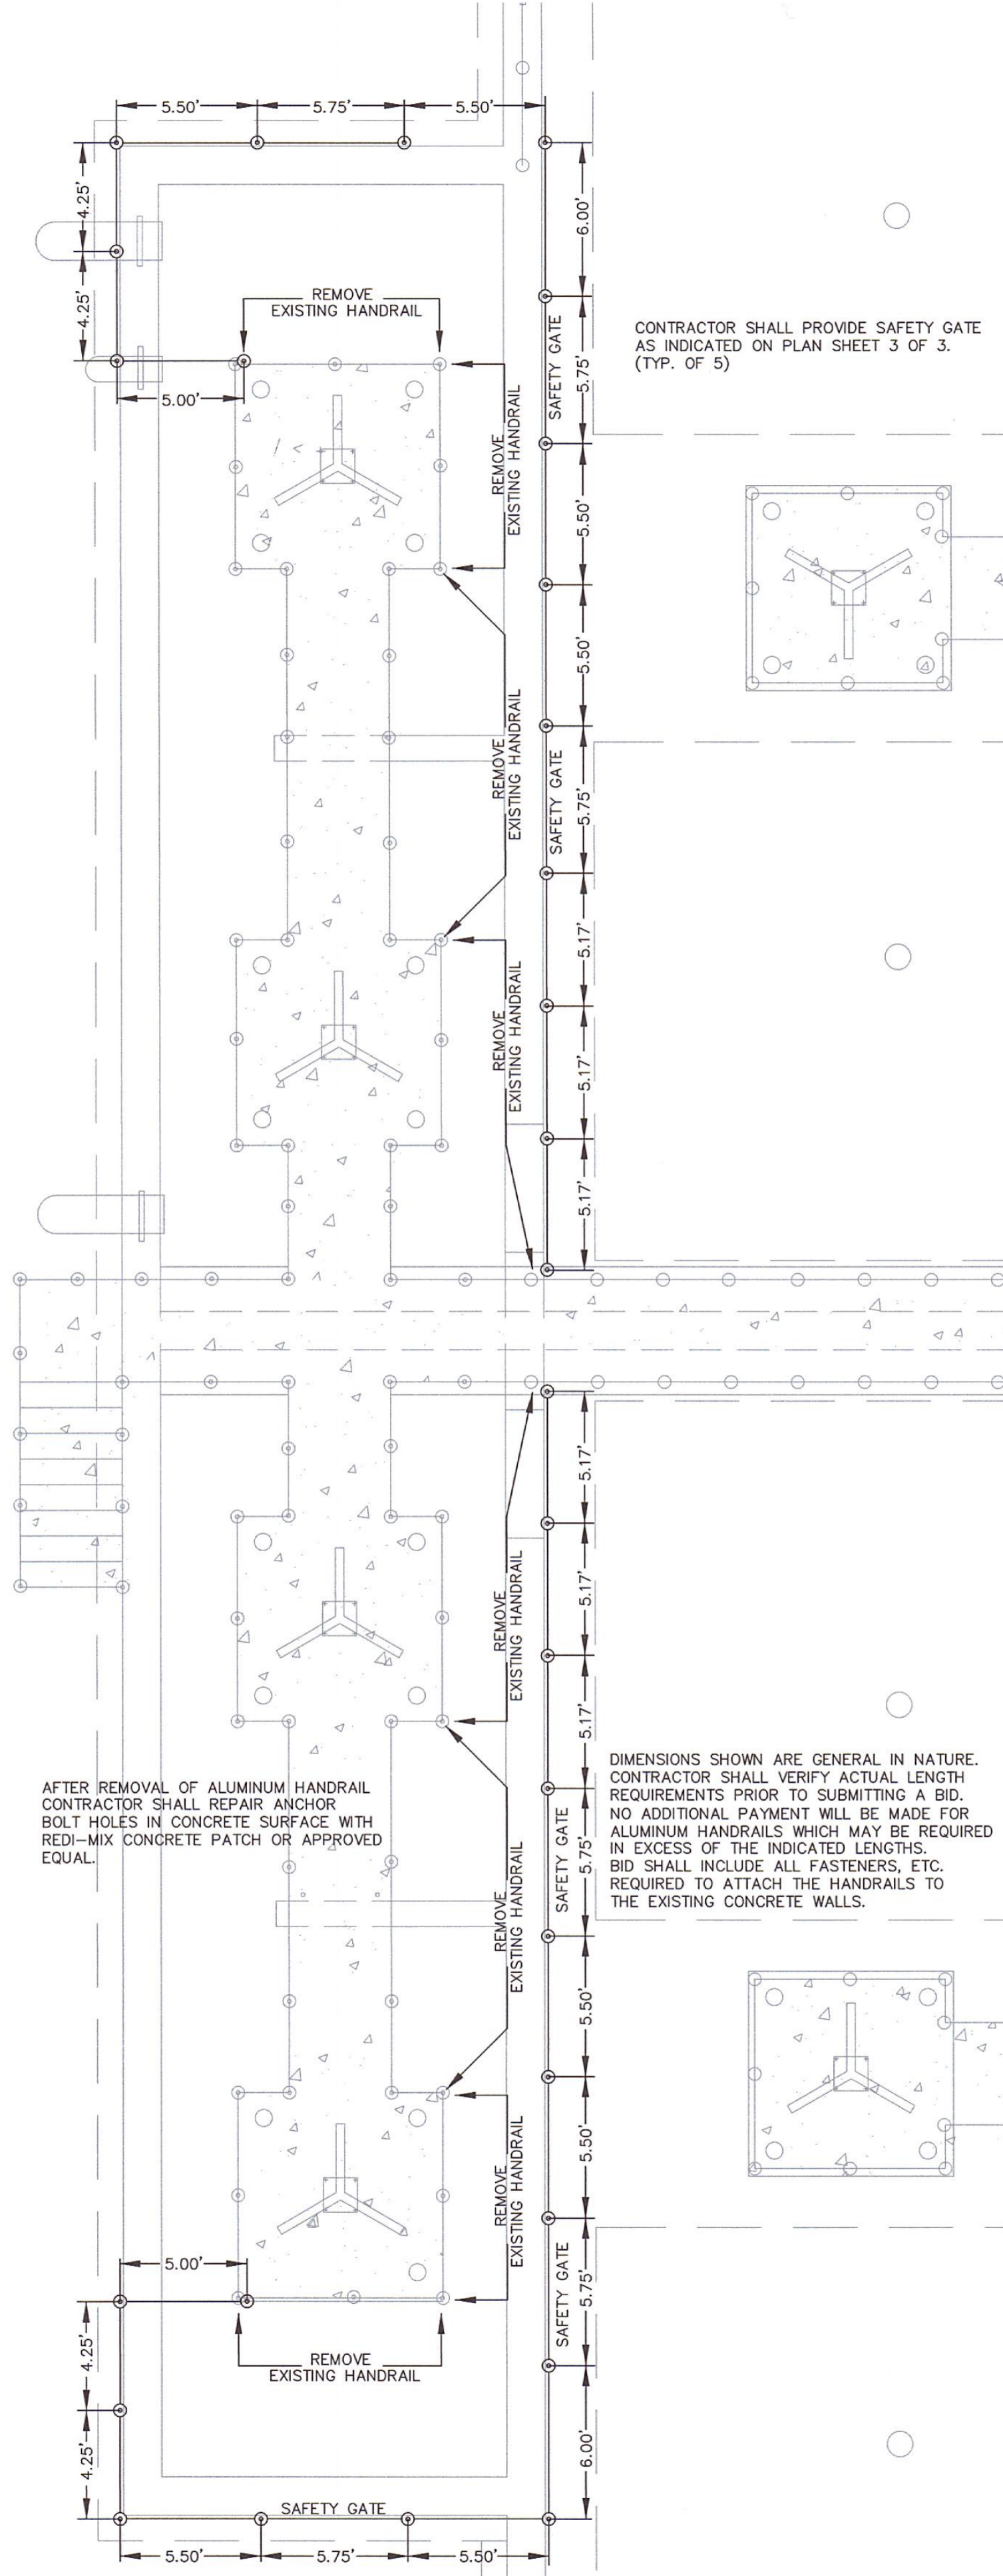 5.50'
5.75'
5.50'
4.25'
4.25'
6.00'
REMOVE
EXISTING HANDRAIL
CONTRACTOR SHALL PROVIDE SAFETY GATE
AS INDICATED ON PLAN SHEET 3 OF 3.
(TYP. OF 5)
SAFETY GATE
5.75'
5.00'
REMOVE
EXISTING HANDRAIL
5.50'
5.50'
REMOVE
EXISTING HANDRAIL
SAFETY GATE
5.75'
5.17'
REMOVE
EXISTING HANDRAIL
5.17'
5.17'
5.17'
5.17'
REMOVE
EXISTING HANDRAIL
5.17'
AFTER REMOVAL OF ALUMINUM HANDRAIL
CONTRACTOR SHALL REPAIR ANCHOR
BOLT HOLES IN CONCRETE SURFACE WITH
REDI-MIX CONCRETE PATCH OR APPROVED
EQUAL.
DIMENSIONS SHOWN ARE GENERAL IN NATURE.
CONTRACTOR SHALL VERIFY ACTUAL LENGTH
REQUIREMENTS PRIOR TO SUBMITTING A BID.
NO ADDITIONAL PAYMENT WILL BE MADE FOR
ALUMINUM HANDRAILS WHICH MAY BE REQUIRED
IN EXCESS OF THE INDICATED LENGTHS.
BID SHALL INCLUDE ALL FASTENERS, ETC.
REQUIRED TO ATTACH THE HANDRAILS TO
THE EXISTING CONCRETE WALLS.
SAFETY GATE
5.75'
REMOVE
EXISTING HANDRAIL
5.50'
5.50'
REMOVE
EXISTING HANDRAIL
5.00'
SAFETY GATE
5.75'
4.25'
4.25'
REMOVE
EXISTING HANDRAIL
6.00'
SAFETY GATE
5.50'
5.75'
5.50'